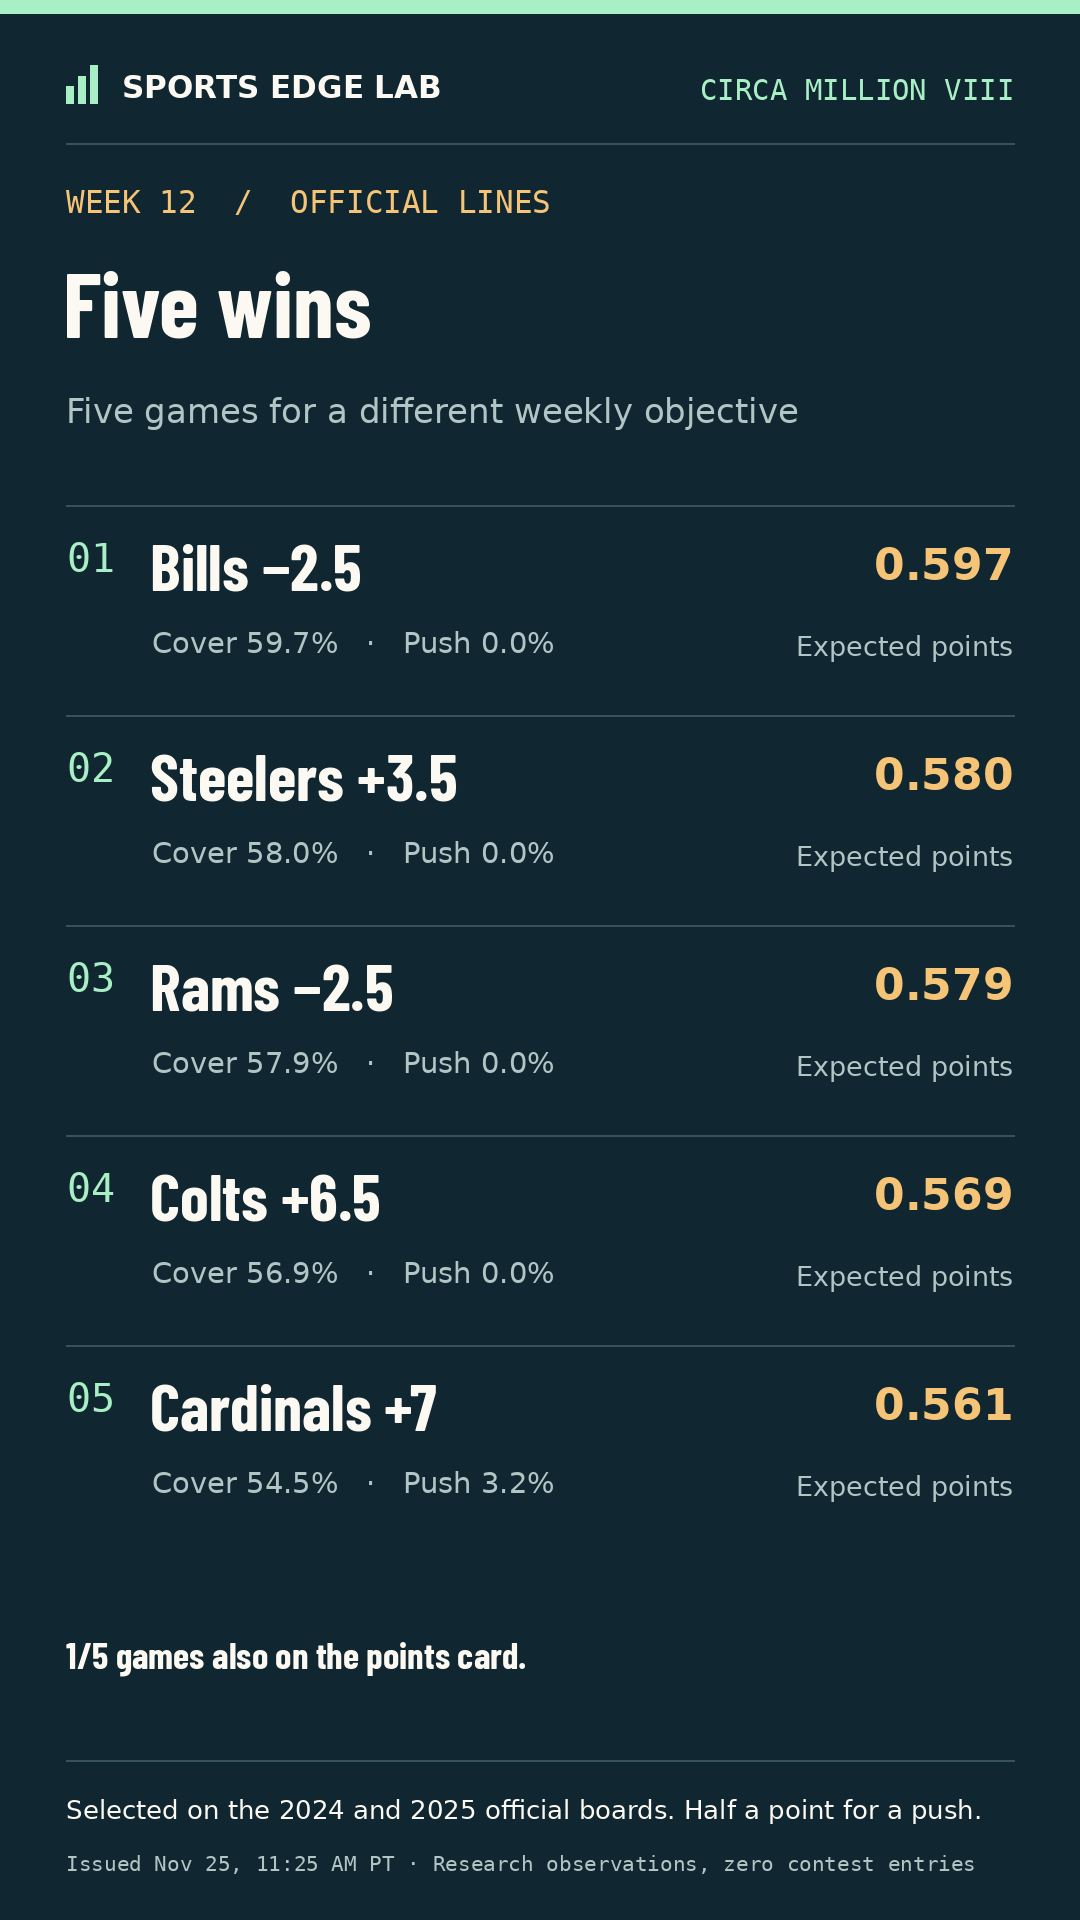 SPORTS EDGE LAB
CIRCA MILLION VIII
WEEK 12 / OFFICIAL LINES
Five wins
Five games for a different weekly objective
01 Bills −2.5 0.597
Cover 59.7% · Push 0.0% Expected points
02 Steelers +3.5 0.580
Cover 58.0% · Push 0.0% Expected points
03 Rams −2.5 0.579
Cover 57.9% · Push 0.0% Expected points
04 Colts +6.5 0.569
Cover 56.9% · Push 0.0% Expected points
05 Cardinals +7 0.561
Cover 54.5% · Push 3.2% Expected points
1/5 games also on the points card.
Selected on the 2024 and 2025 official boards. Half a point for a push.
Issued Nov 25, 11:25 AM PT · Research observations, zero contest entries